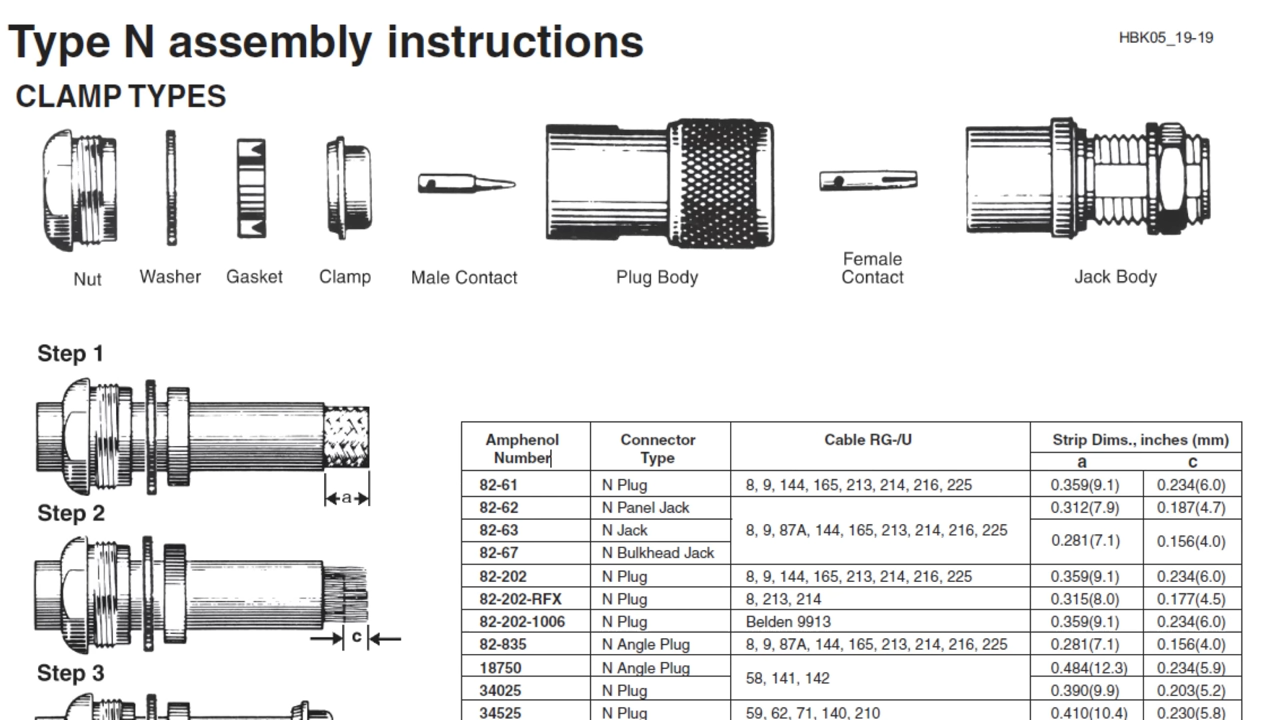 Type N assembly instructions
HBK05_19-19
CLAMP TYPES
Nut
Washer
Gasket
Clamp
Male Contact
Plug Body
Female
Contact
Jack Body
Step 1
a
Step 2
c
Step 3
Amphenol
Number
Connector
Type
Cable RG-/U
Strip Dims., inches (mm)
a c
82-61 N Plug 8, 9, 144, 165, 213, 214, 216, 225 0.359(9.1) 0.234(6.0)
82-62 N Panel Jack 0.312(7.9) 0.187(4.7)
82-63 N Jack 8, 9, 87A, 144, 165, 213, 214, 216, 225 0.281(7.1) 0.156(4.0)
82-67 N Bulkhead Jack
82-202 N Plug 8, 9, 144, 165, 213, 214, 216, 225 0.359(9.1) 0.234(6.0)
82-202-RFX N Plug 8, 213, 214 0.315(8.0) 0.177(4.5)
82-202-1006 N Plug Belden 9913 0.359(9.1) 0.234(6.0)
82-835 N Angle Plug 8, 9, 87A, 144, 165, 213, 214, 216, 225 0.281(7.1) 0.156(4.0)
18750 N Angle Plug 58, 141, 142 0.484(12.3) 0.234(5.9)
34025 N Plug 0.390(9.9) 0.203(5.2)
34525 N Plug 59, 62, 71, 140, 210 0.410(10.4) 0.230(5.8)